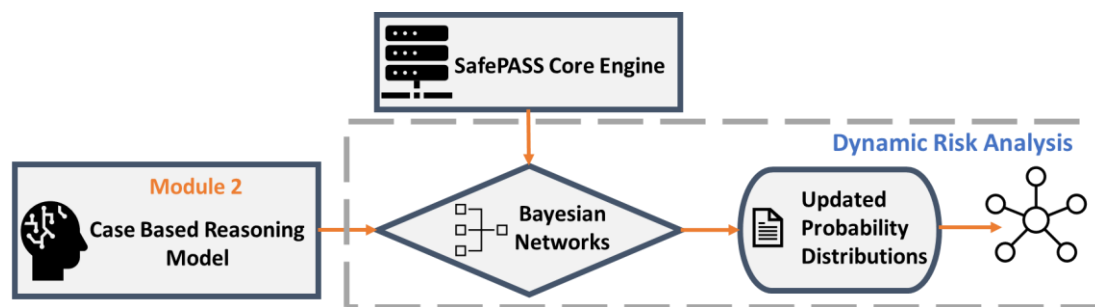 SafePASS Core Engine
Dynamic Risk Analysis
Module 2
Case Based Reasoning
Model
Bayesian
Networks
Updated
Probability
Distributions